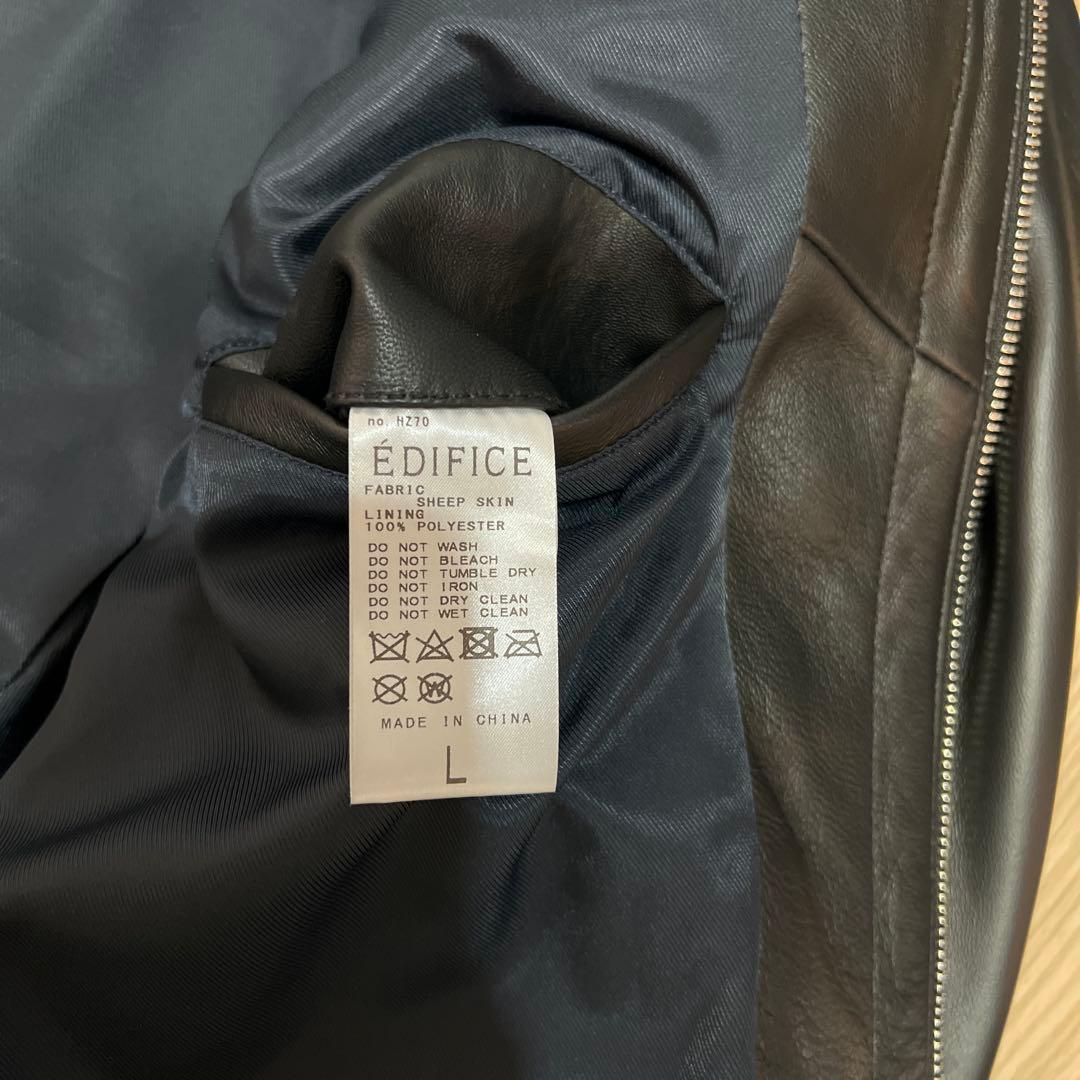 no. HZ70
ÉDIFICE
FABRIC
SHEEP SKIN
LINING
100% POLYESTER
DO NOT WASH
DO NOT BLEACH
DO NOT TUMBLE DRY
DO NOT IRON
DO NOT DRY CLEAN
DO NOT WET CLEAN
W
MADE IN CHINA
L